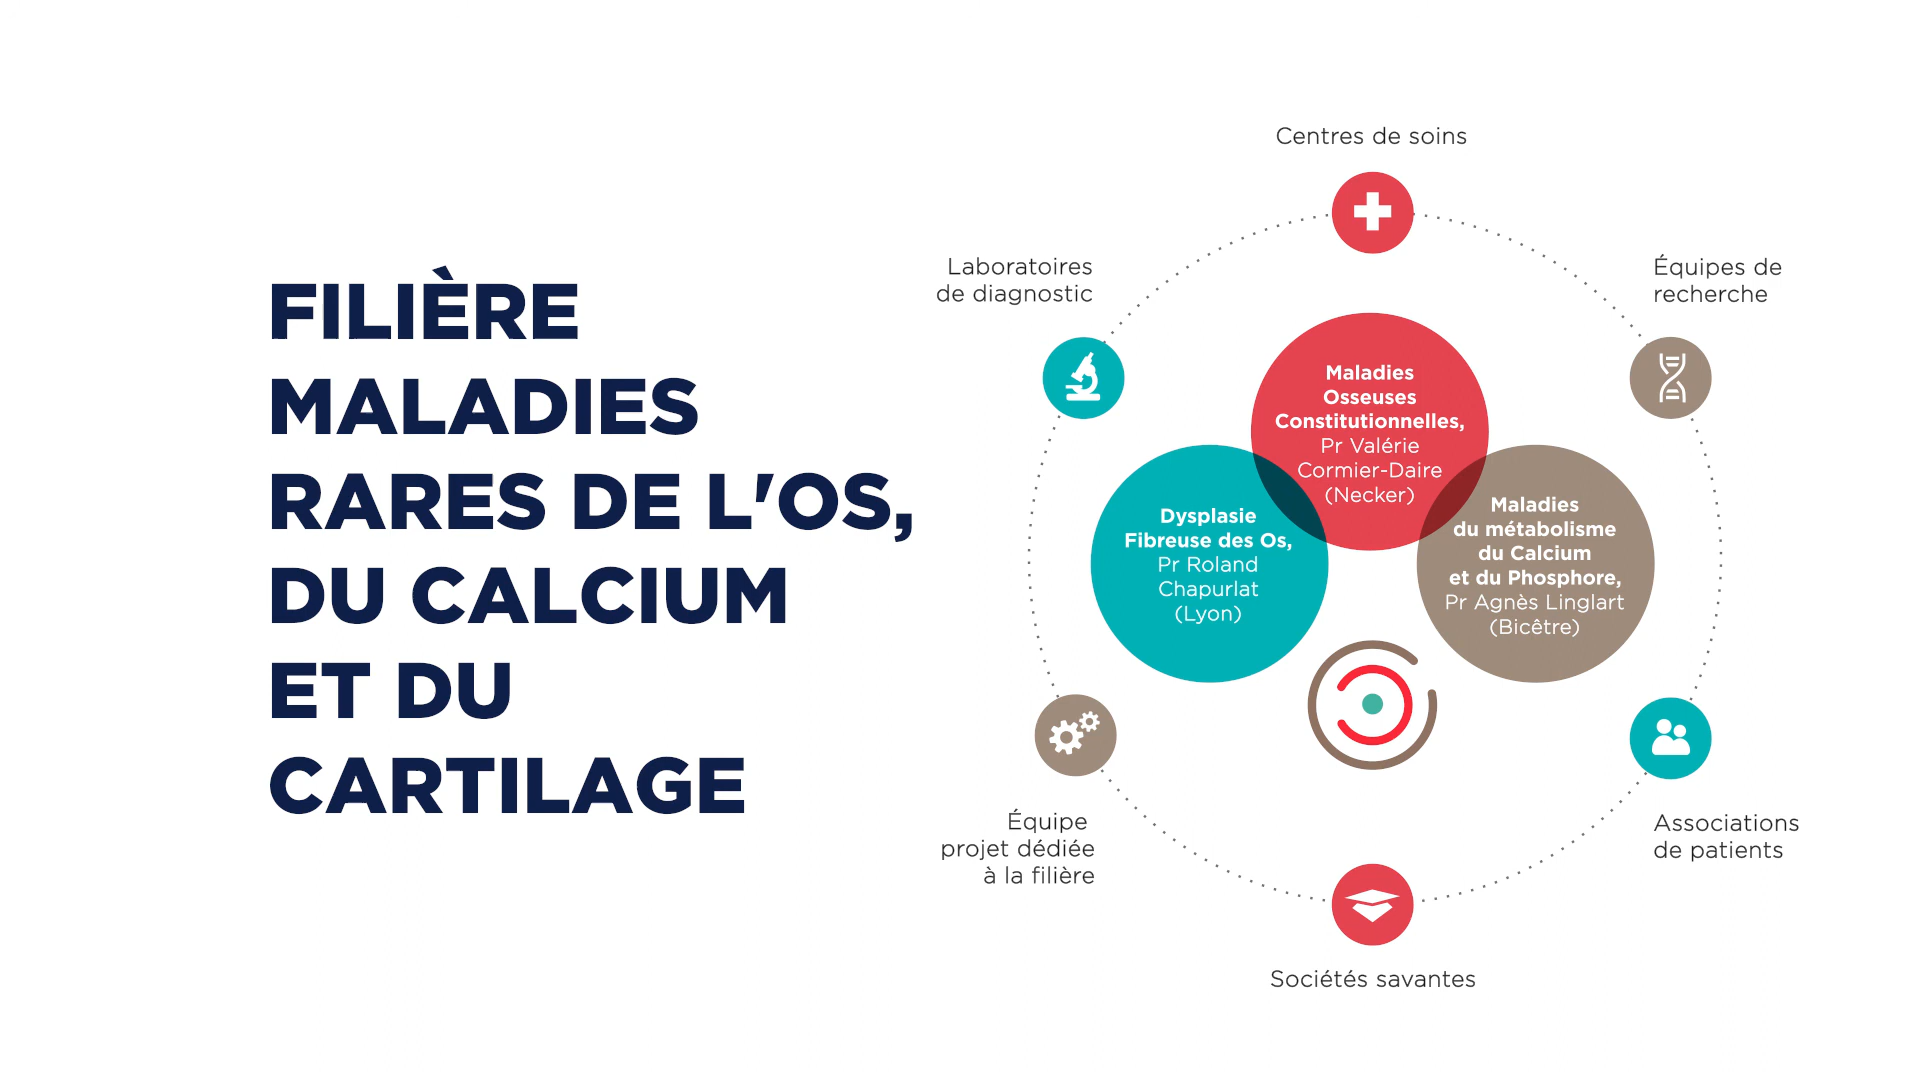 FILIÈRE
MALADIES
RARES DE L'OS,
DU CALCIUM
ET DU
CARTILAGE
Centres de soins
Laboratoires
de diagnostic
Équipes de
recherche
Maladies
Osseuses
Constitutionnelles,
Pr Valérie
Cormier-Daire
(Necker)
Dysplasie
Fibreuse des Os,
Pr Roland
Chapurlat
(Lyon)
Maladies
du métabolisme
du Calcium
et du Phosphore,
Pr Agnès Linglart
(Bicêtre)
Équipe
projet dédiée
à la filière
Associations
de patients
Sociétés savantes